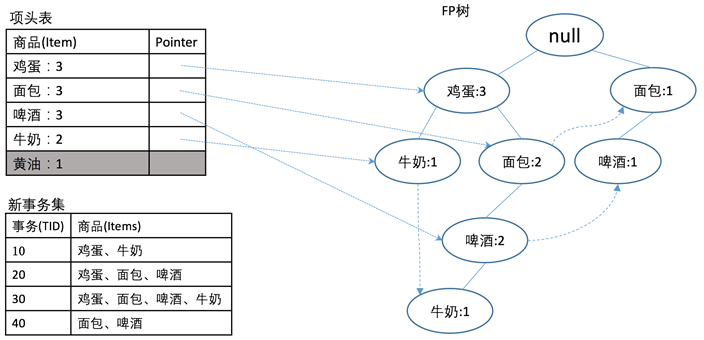 项头表
商品(Item) Pointer
鸡蛋：3
面包：3
啤酒：3
牛奶：2
黄油：1
新事务集
事务(TID) 商品(Items)
10 鸡蛋、牛奶
20 鸡蛋、面包、啤酒
30 鸡蛋、面包、啤酒、牛奶
40 面包、啤酒
FP树
null
鸡蛋:3 面包:1
牛奶:1 面包:2 啤酒:1
啤酒:2
牛奶:1